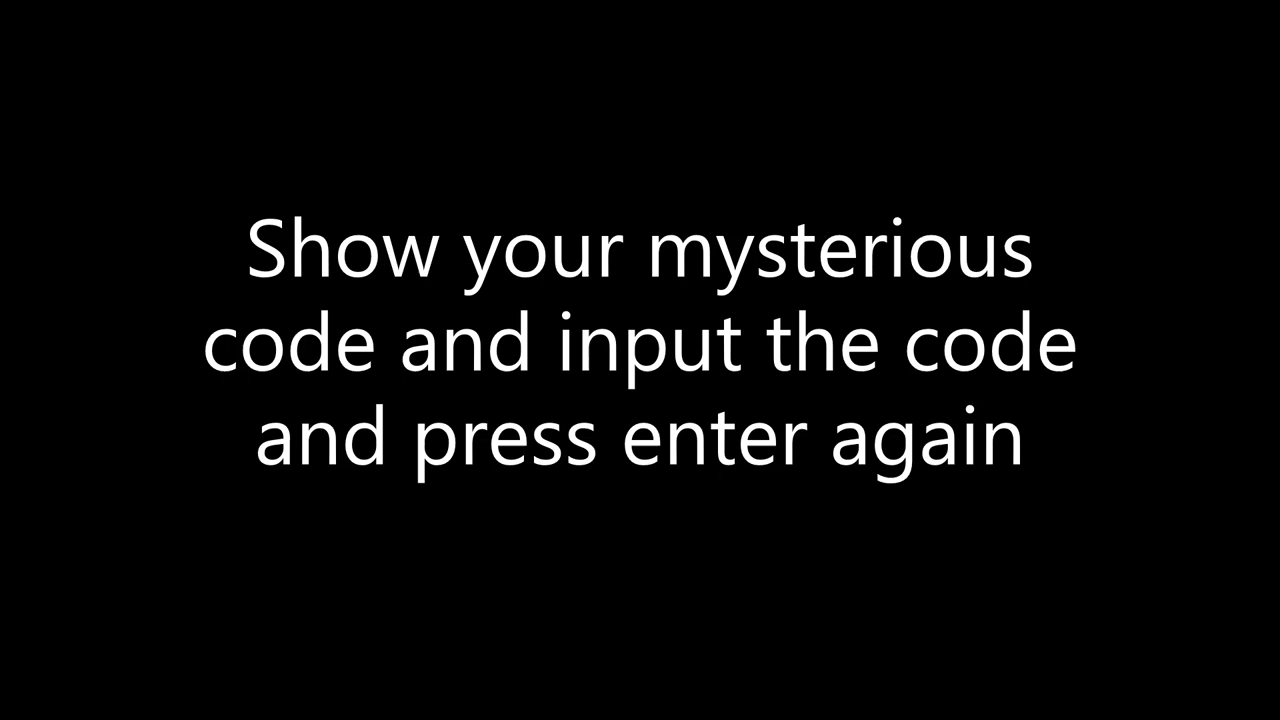 Show your mysterious
code and input the code
and press enter again